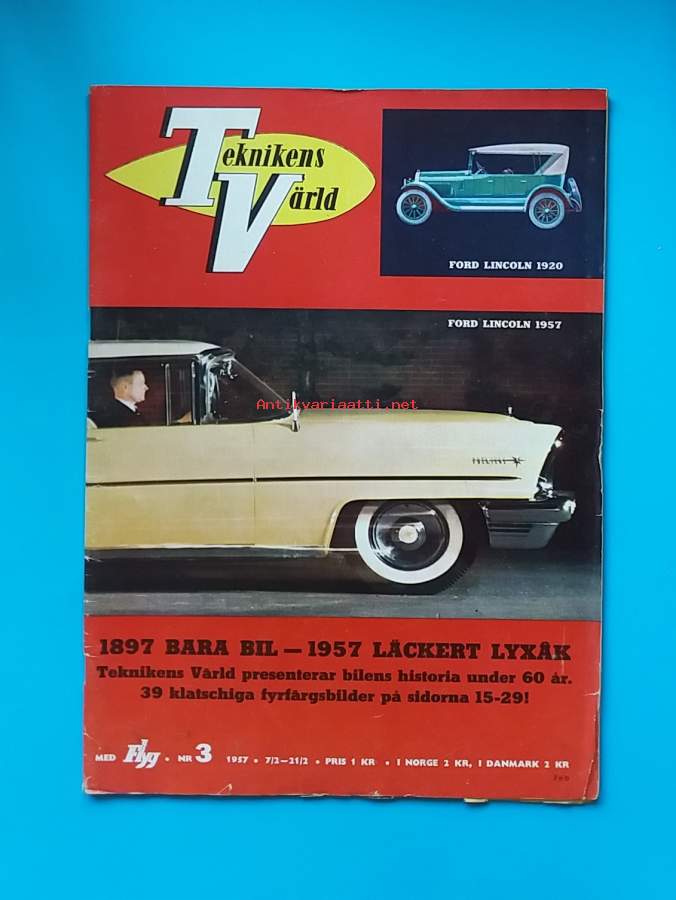 Teknikens
Värld
FORD LINCOLN 1920
FORD LINCOLN 1957
Antikvariaatti.net
1897 BARA BIL — 1957 LÄCKERT LYXÅK
Teknikens Värld presenterar bilens historia under 60 år.
39 klatschiga fyrfärgsbilder på sidorna 15-29!
MED Flyg • NR 3 1957 • 7/2—21/2 • PRIS 1 KR • I NORGE 2 KR, I DANMARK 2 KR